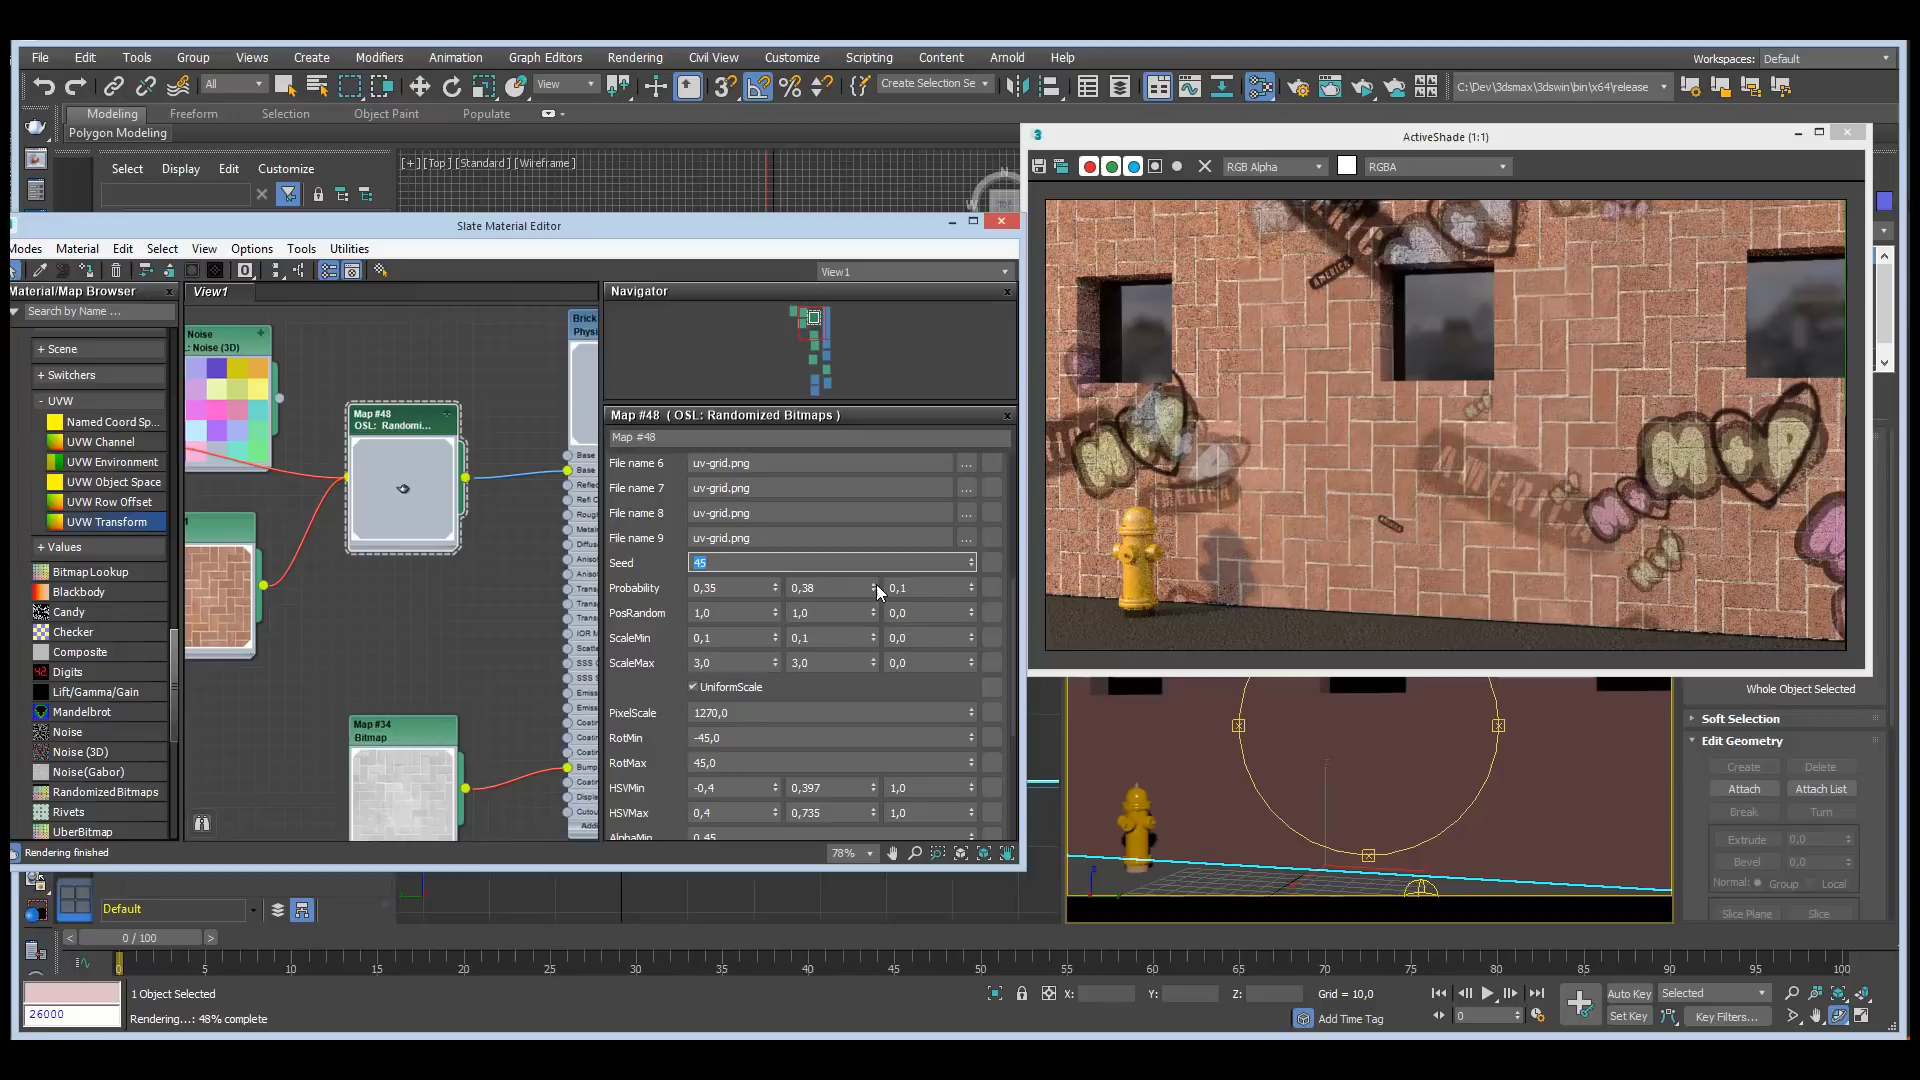 File Edit Tools Group Views Create Modifiers Animation Graph Editors Rendering Civil View Customize Scripting Content Arnold Help
Workspaces: Default
All View Create Selection Se C:\Dev\3dsmax\3dswin\bin\x64\release
Modeling Freeform Selection Object Paint Populate
Polygon Modeling
Select Display Edit Customize
[+] [Top] [Standard] [Wireframe]
ActiveShade (1:1)
RGB Alpha RGBA
Slate Material Editor
Modes Material Edit Select View Options Tools Utilities
View1
Material/Map Browser
Search by Name ...
+ Scene
+ Switchers
- UVW
Named Coord Sp...
UVW Channel
UVW Environment
UVW Object Space
UVW Row Offset
UVW Transform
+ Values
BitmapLookup
Blackbody
Candy
Checker
Composite
Digits
Lift/Gamma/Gain
Mandelbrot
Noise
Noise (3D)
Noise(Gabor)
RandomizedBitmaps
Rivets
UberBitmap
View1
Noise
L: Noise (3D)
Map #48
OSL: Randomi...
Map #34
Bitmap
Brick
Physi
Base
Base
Reflec
Refl C
Roug
Metal
Diffus
Aniso
Aniso
Trans
Trans
Trans
IOR M
Scatt
SSS C
SSS S
Emiss
Emiss
Coati
Coati
Coati
Coati
Bump
Coati
Displa
Cutou
Addi
Navigator
Map #48 ( OSL: Randomized Bitmaps )
Map #48
File name 6 uv-grid.png ...
File name 7 uv-grid.png ...
File name 8 uv-grid.png ...
File name 9 uv-grid.png ...
Seed 45
Probability 0,35 0,38 0,1
PosRandom 1,0 1,0 0,0
ScaleMin 0,1 0,1 0,0
ScaleMax 3,0 3,0 0,0
UniformScale
PixelScale 1270,0
RotMin -45,0
RotMax 45,0
HSVMin -0,4 0,397 1,0
HSVMax 0,4 0,735 1,0
AlphaMin 0,45
Rendering finished
78%
AMERICK
M+P
AMERICK
Whole Object Selected
Soft Selection
Edit Geometry
Create Delete
Attach Attach List
Break Turn
Extrude 0,0
Bevel 0,0
Normal: Group Local
Slice Plane Slice
Default
< 0 / 100 >
0 5 10 15 20 25 30 35 40 45 50 55 60 65 70 75 80 85 90 95 100
26000
1 Object Selected
Rendering...: 48% complete
X: Y: Z: Grid = 10,0
Add Time Tag
0
Auto Key Selected
Set Key Key Filters...